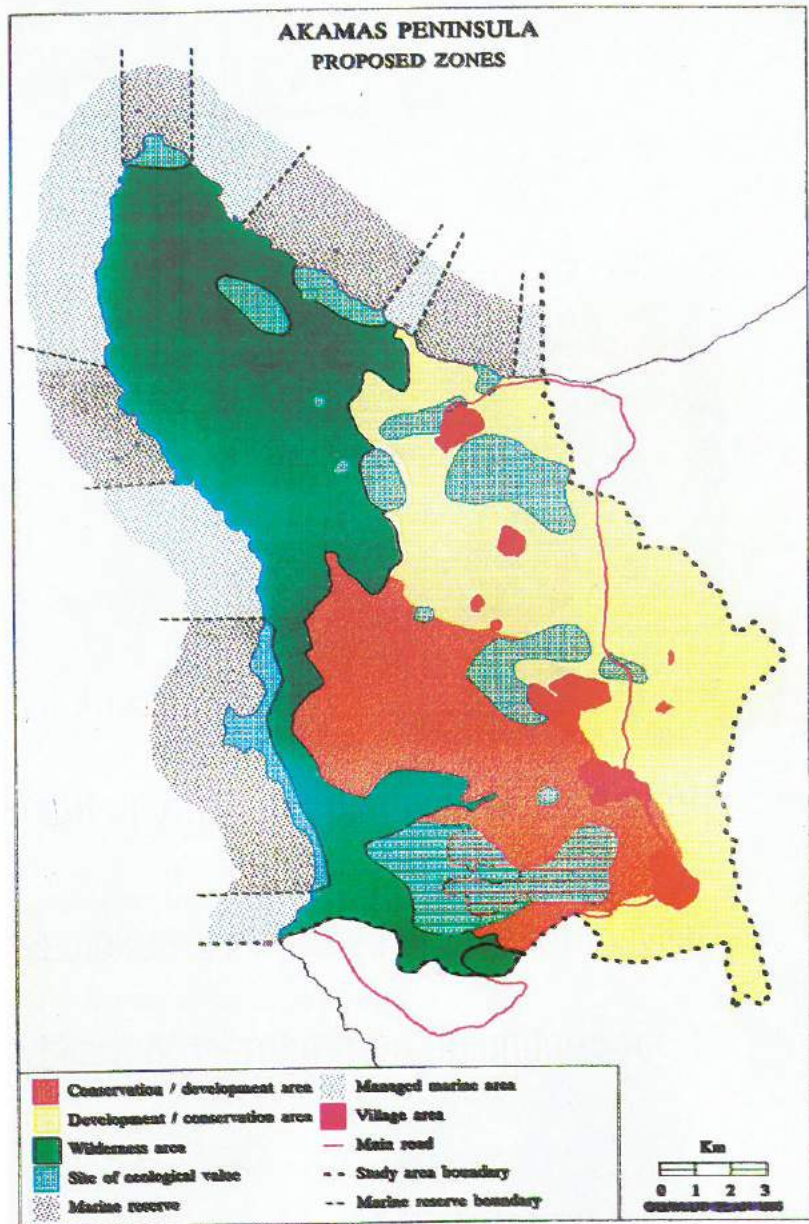 AKAMAS PENINSULA
PROPOSED ZONES
Conservation / development area
Development / conservation area
Wilderness area
Site of ecological value
Marine reserve
Managed marine area
Village area
Main road
Study area boundary
Marine reserve boundary
Km
0 1 2 3